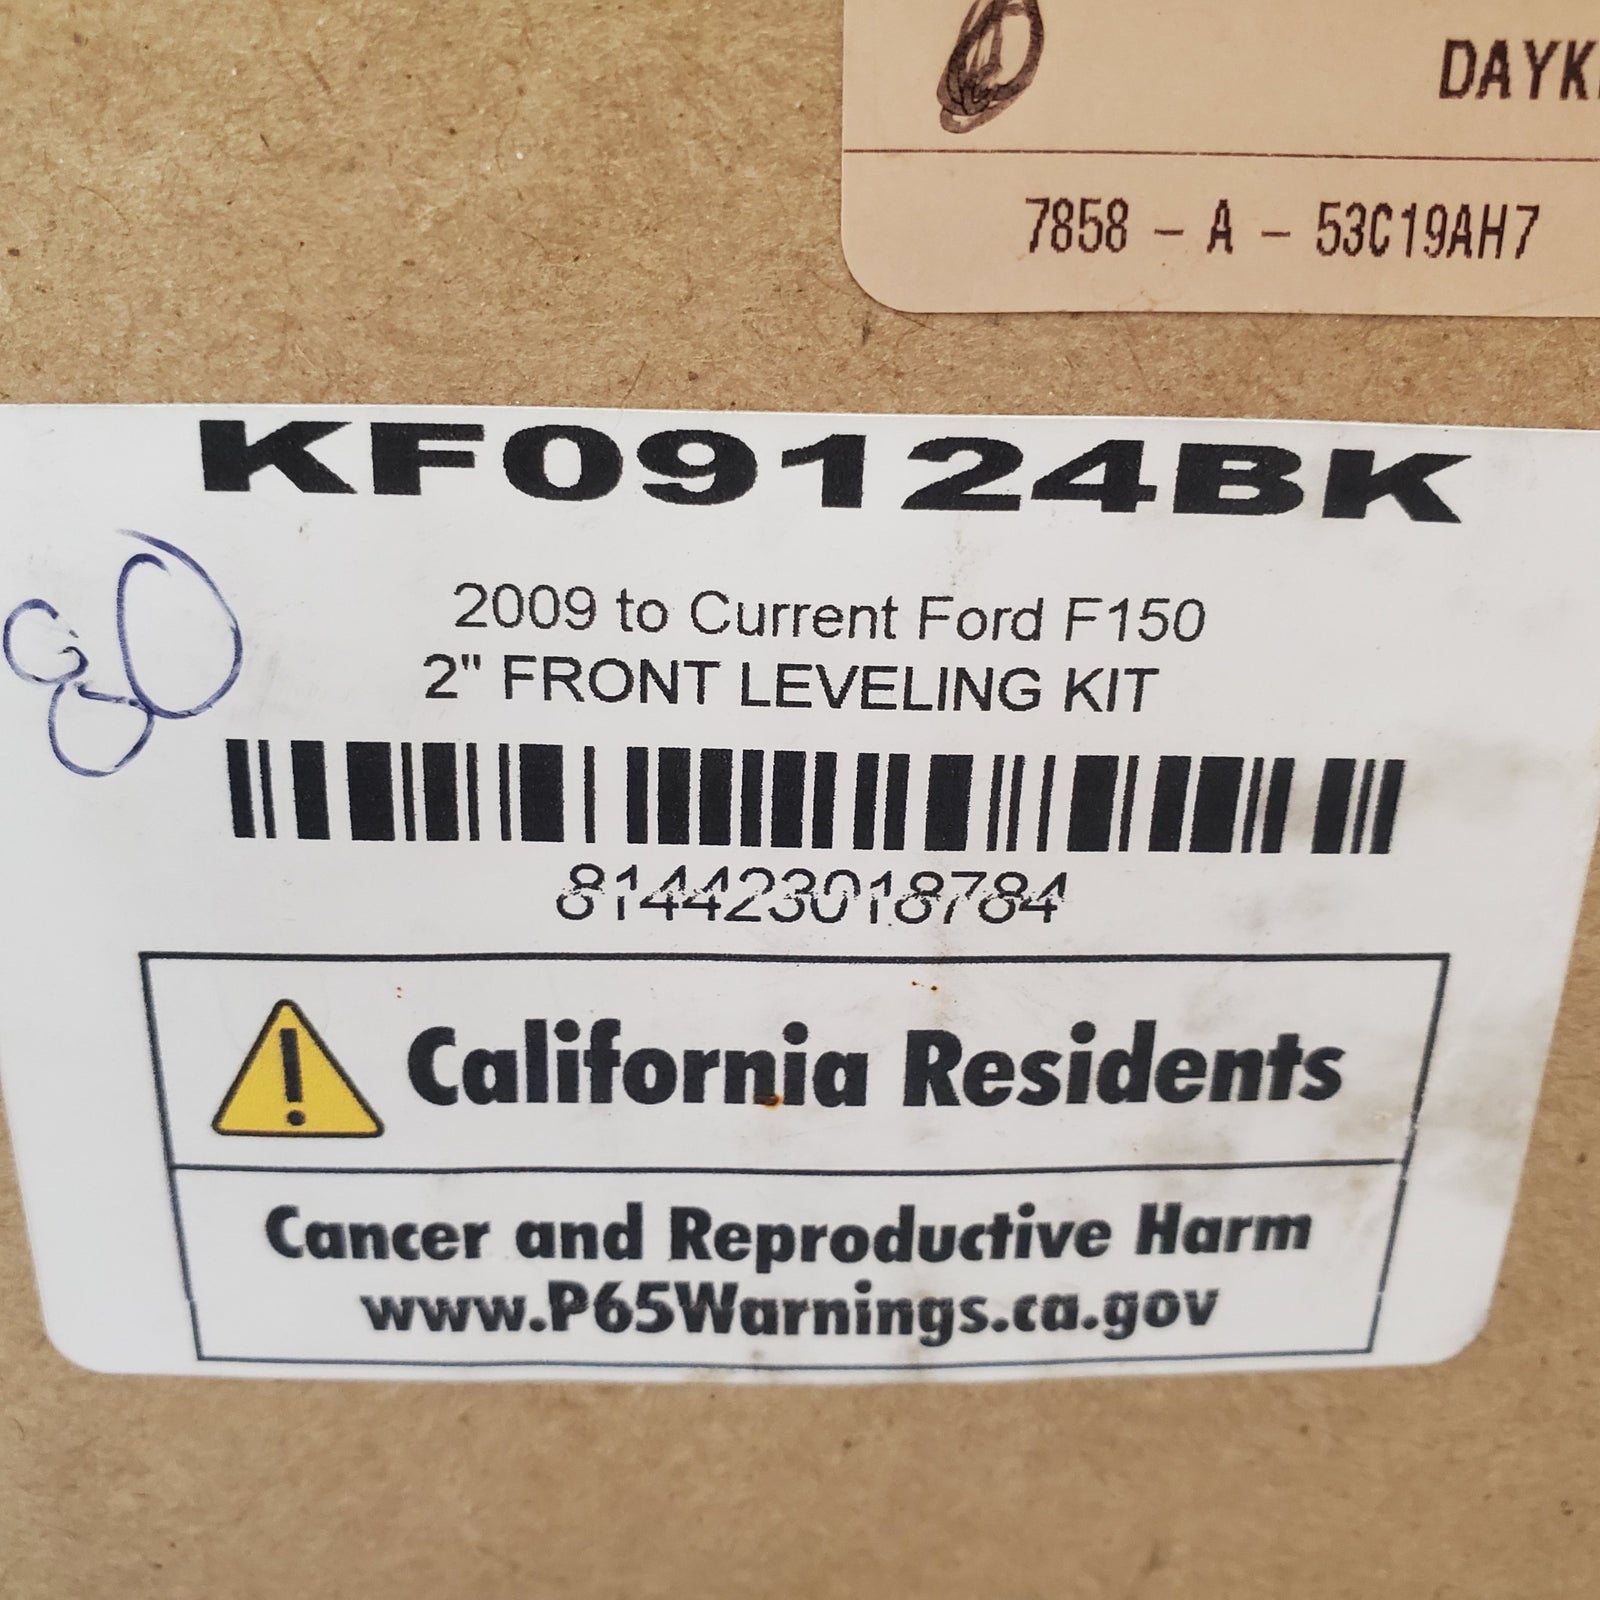 DAYK
7858 - A - 53C19AH7
KF09124BK
80
2009 to Current Ford F150
2" FRONT LEVELING KIT
814423018784
California Residents
Cancer and Reproductive Harm
www.P65Warnings.ca.gov